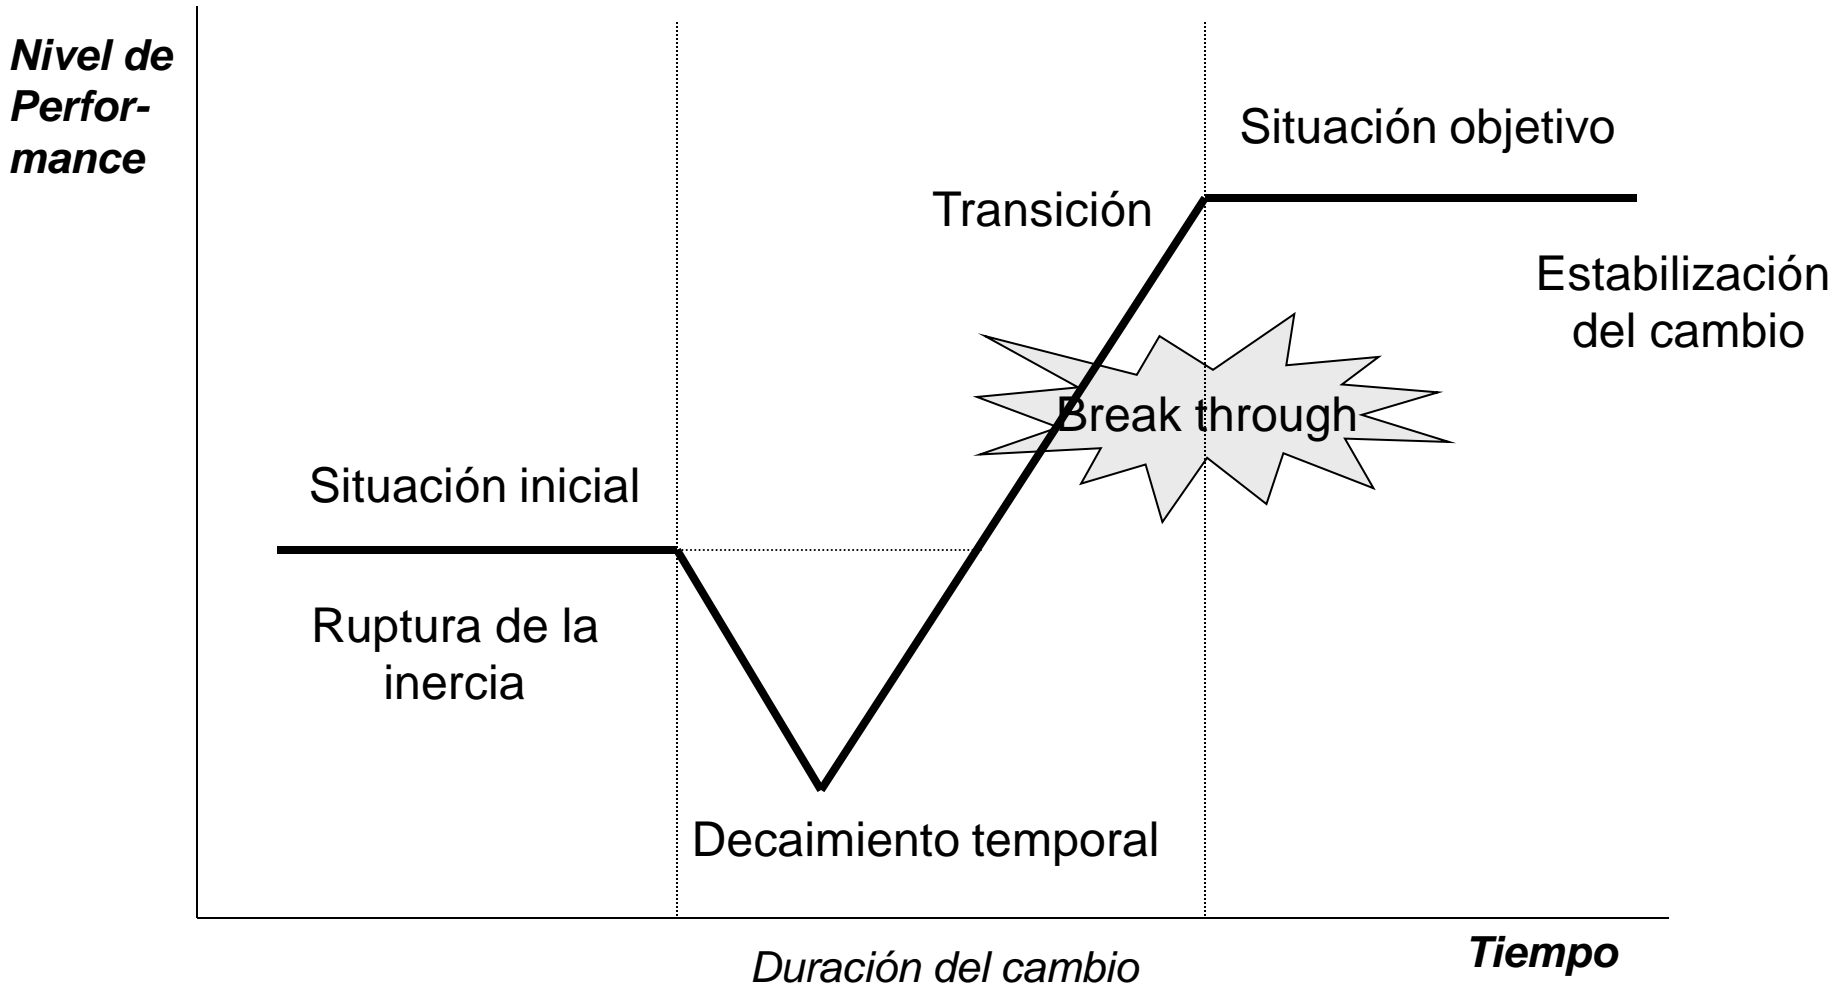 Nivel de
Perfor-
mance
Situación objetivo
Transición
Estabilización
del cambio
Break through
Situación inicial
Ruptura de la
inercia
Decaimiento temporal
Duración del cambio
Tiempo